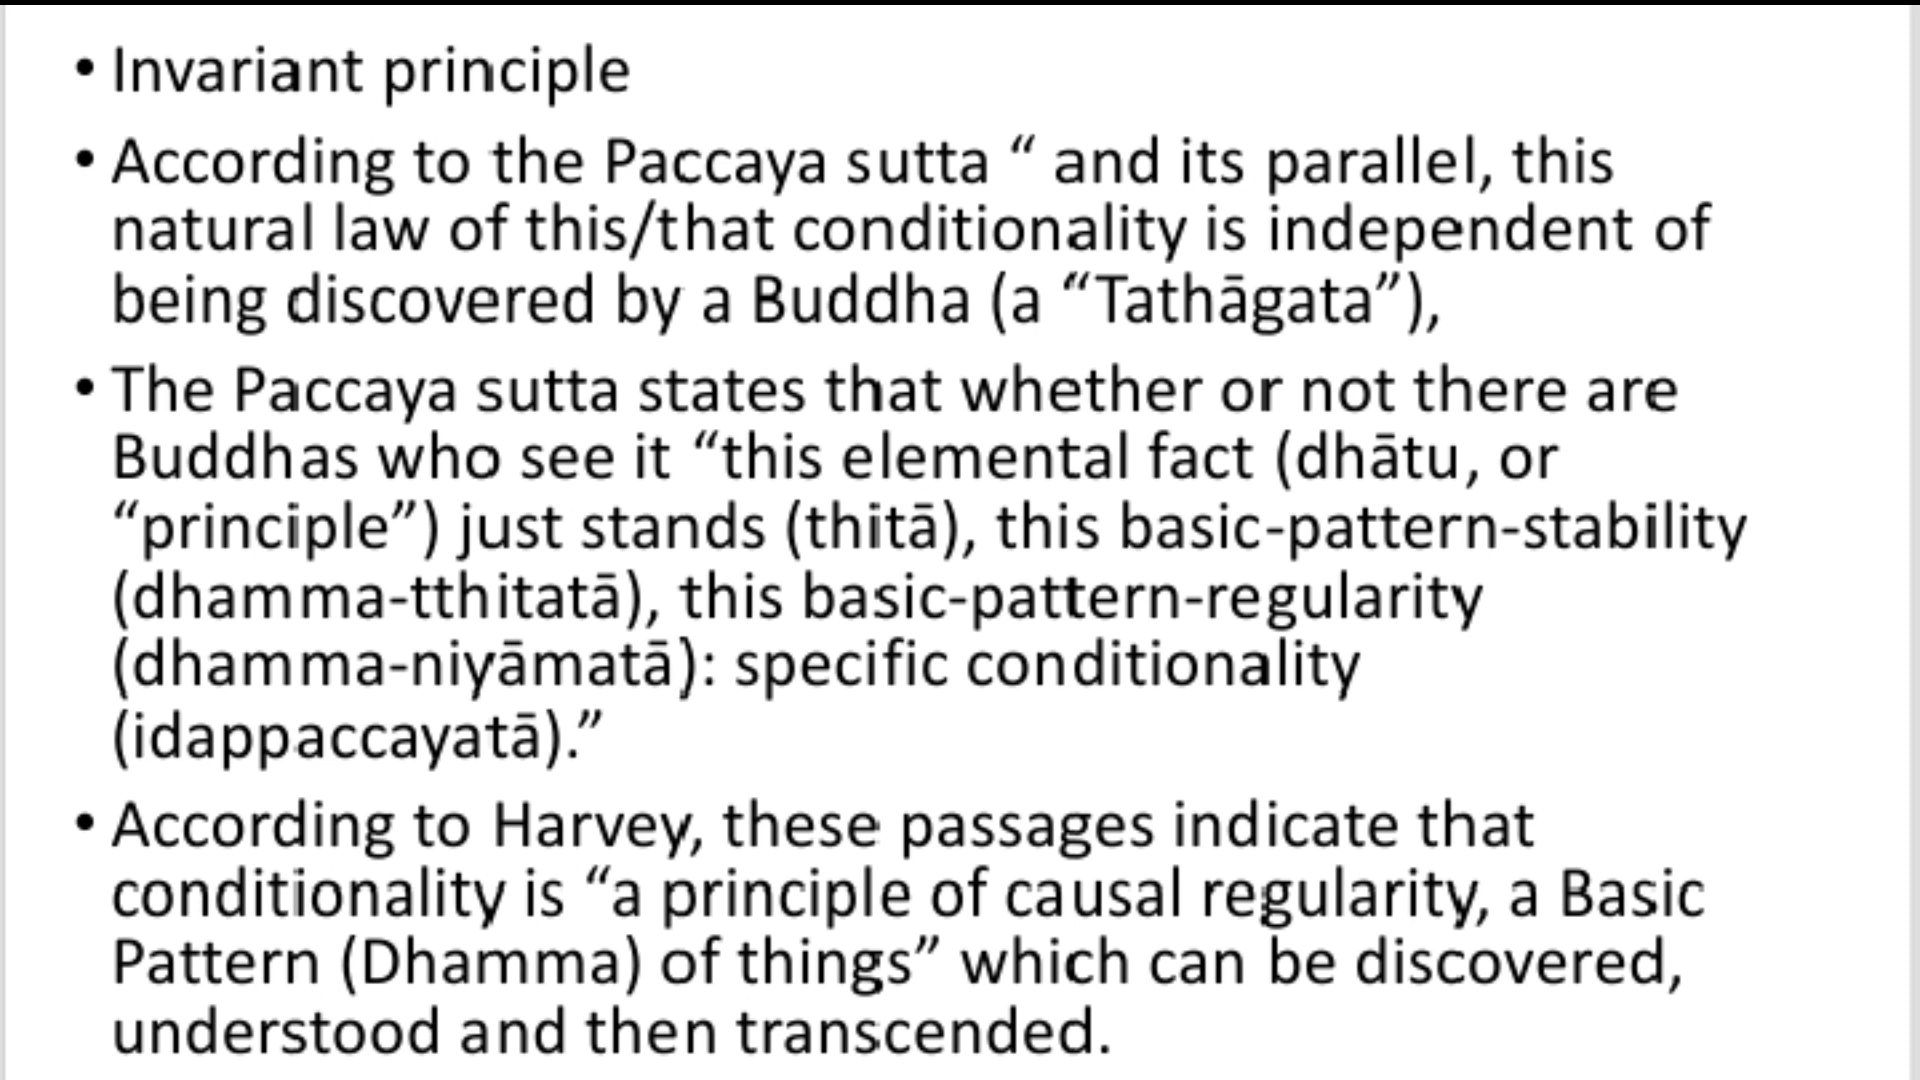 • Invariant principle
• According to the Paccaya sutta “ and its parallel, this
natural law of this/that conditionality is independent of
being discovered by a Buddha (a “Tathāgata”),
• The Paccaya sutta states that whether or not there are
Buddhas who see it “this elemental fact (dhātu, or
“principle”) just stands (thitā), this basic-pattern-stability
(dhamma-tthitatā), this basic-pattern-regularity
(dhamma-niyāmatā): specific conditionality
(idappaccayatā).”
• According to Harvey, these passages indicate that
conditionality is “a principle of causal regularity, a Basic
Pattern (Dhamma) of things” which can be discovered,
understood and then transcended.